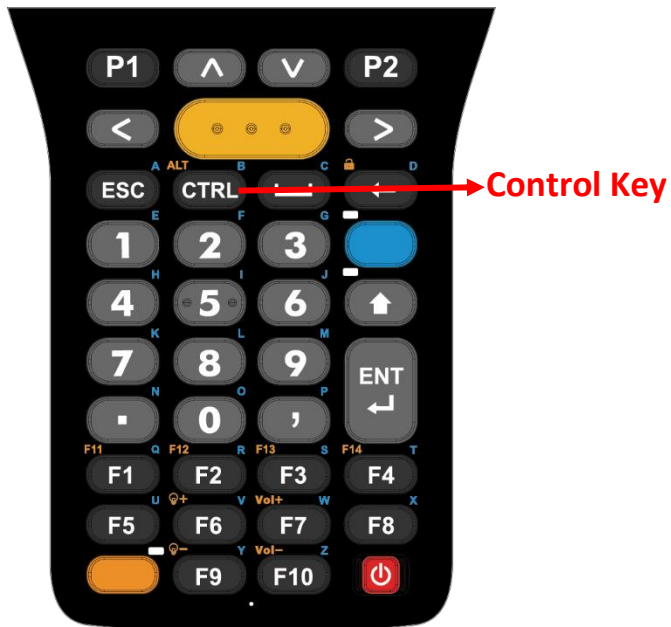 P1 P2
A ALT B C D
ESC CTRL Control Key
E F G
1 2 3
H I J
4 5 6
K L M
7 8 9 ENT
N O P
. 0 ,
F11 Q F12 R F13 S F14 T
F1 F2 F3 F4
U + V Vol+ W X
F5 F6 F7 F8
- Y Vol- Z
F9 F10